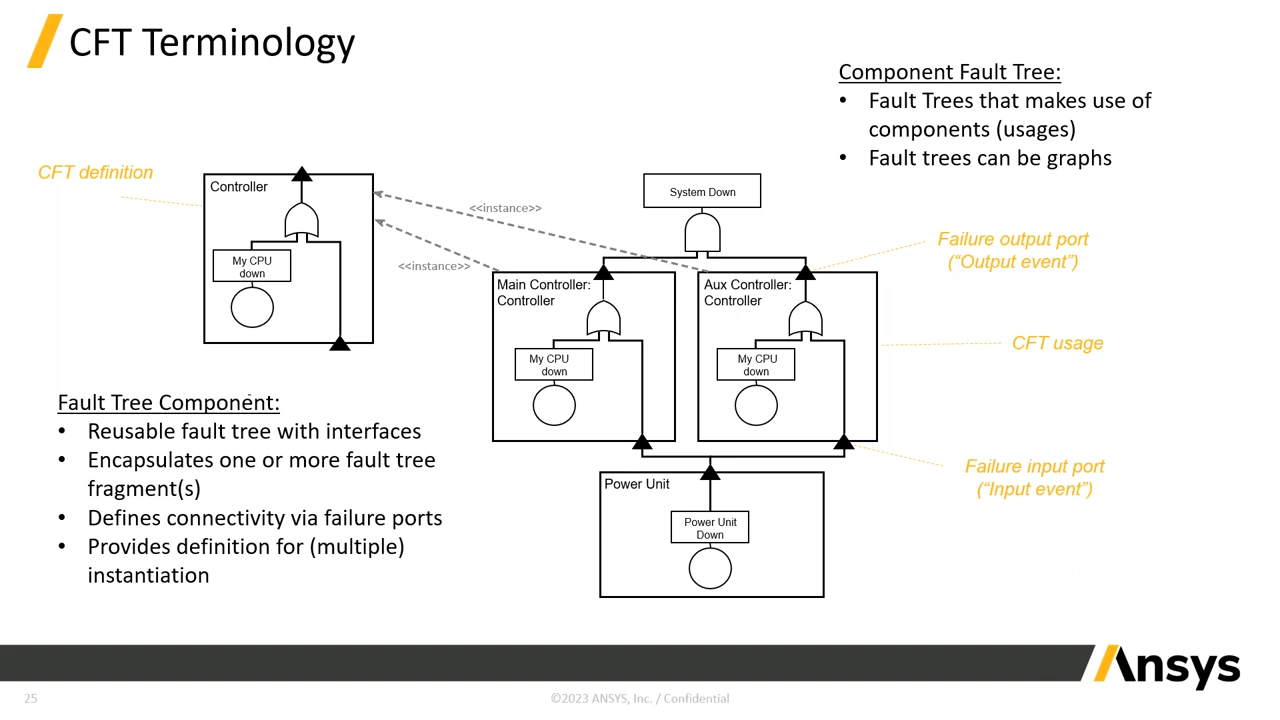 CFT Terminology
Component Fault Tree:
• Fault Trees that makes use of
components (usages)
• Fault trees can be graphs
CFT definition
Controller
My CPU
down
<<instance>>
<<instance>>
System Down
Main Controller:
Controller
My CPU
down
Aux Controller:
Controller
My CPU
down
Failure output port
(“Output event”)
CFT usage
Failure input port
(“Input event”)
Power Unit
Power Unit
Down
Fault Tree Component:
• Reusable fault tree with interfaces
• Encapsulates one or more fault tree
fragment(s)
• Defines connectivity via failure ports
• Provides definition for (multiple)
instantiation
Ansys
25
©2023 ANSYS, Inc. / Confidential